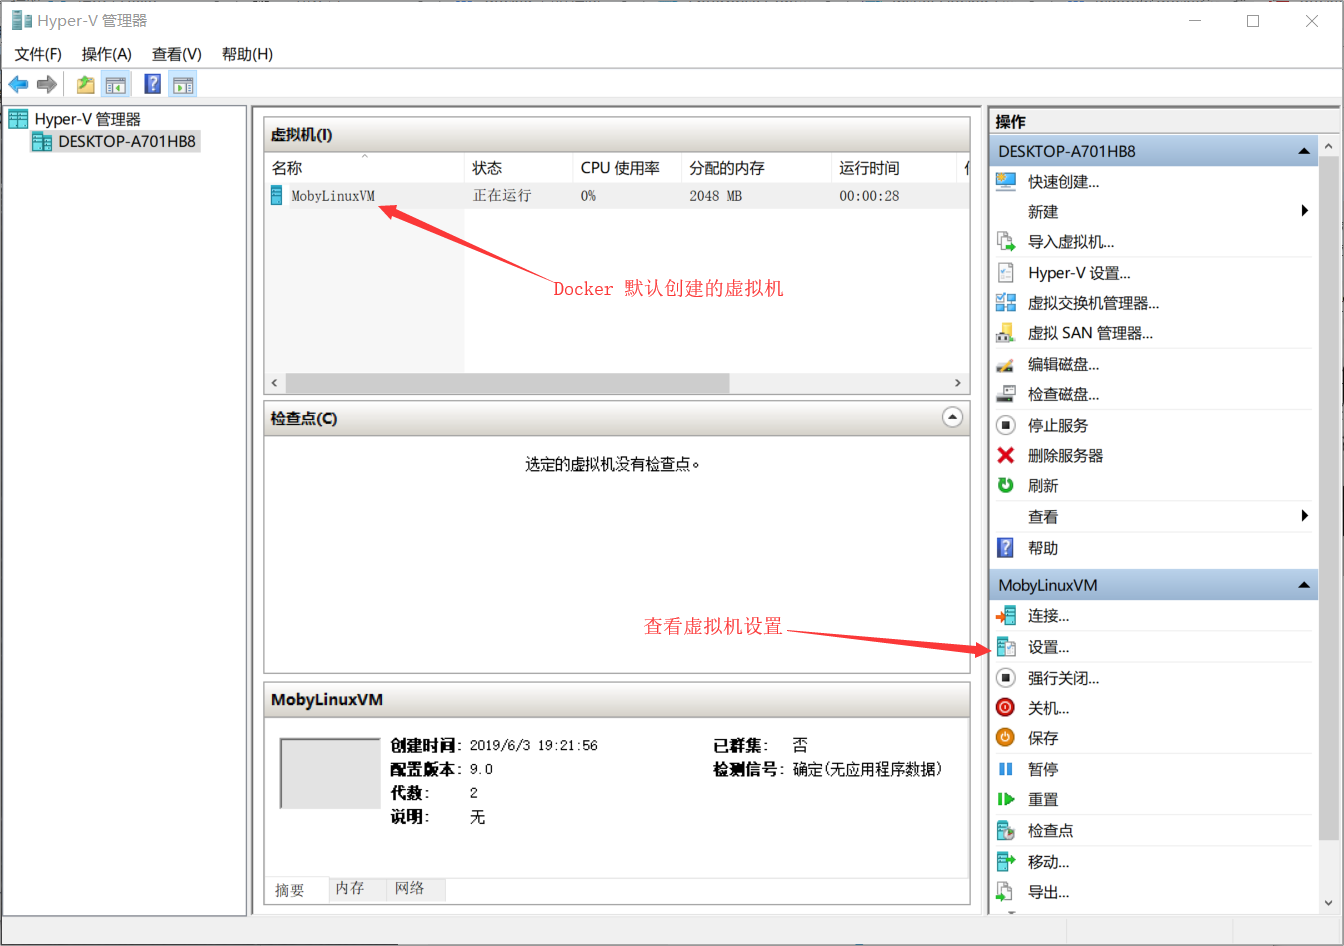 Hyper-V 管理器
文件(F) 操作(A) 查看(V) 帮助(H)
Hyper-V 管理器
DESKTOP-A701HB8
虚拟机(I)
名称 状态 CPU 使用率 分配的内存 运行时间
MobyLinuxVM 正在运行 0% 2048 MB 00:00:28
Docker 默认创建的虚拟机
检查点(C)
选定的虚拟机没有检查点。
查看虚拟机设置
MobyLinuxVM
创建时间: 2019/6/3 19:21:56 已群集: 否
配置版本: 9.0 检测信号: 确定(无应用程序数据)
代数: 2
说明: 无
摘要 内存 网络
操作
DESKTOP-A701HB8
快速创建...
新建
导入虚拟机...
Hyper-V 设置...
虚拟交换机管理器...
虚拟 SAN 管理器...
编辑磁盘...
检查磁盘...
停止服务
删除服务器
刷新
查看
帮助
MobyLinuxVM
连接...
设置...
强行关闭...
关机...
保存
暂停
重置
检查点
移动...
导出...